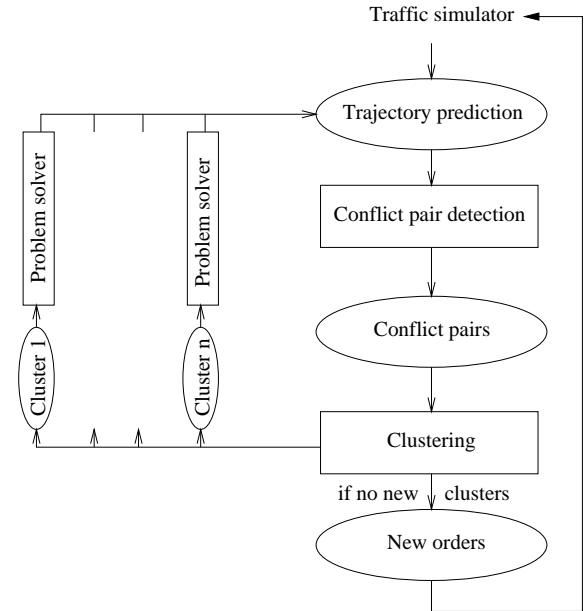 Traffic simulator
Trajectory prediction
Problem solver
Problem solver
Conflict pair detection
Conflict pairs
Cluster 1
Cluster n
Clustering
if no new clusters
New orders